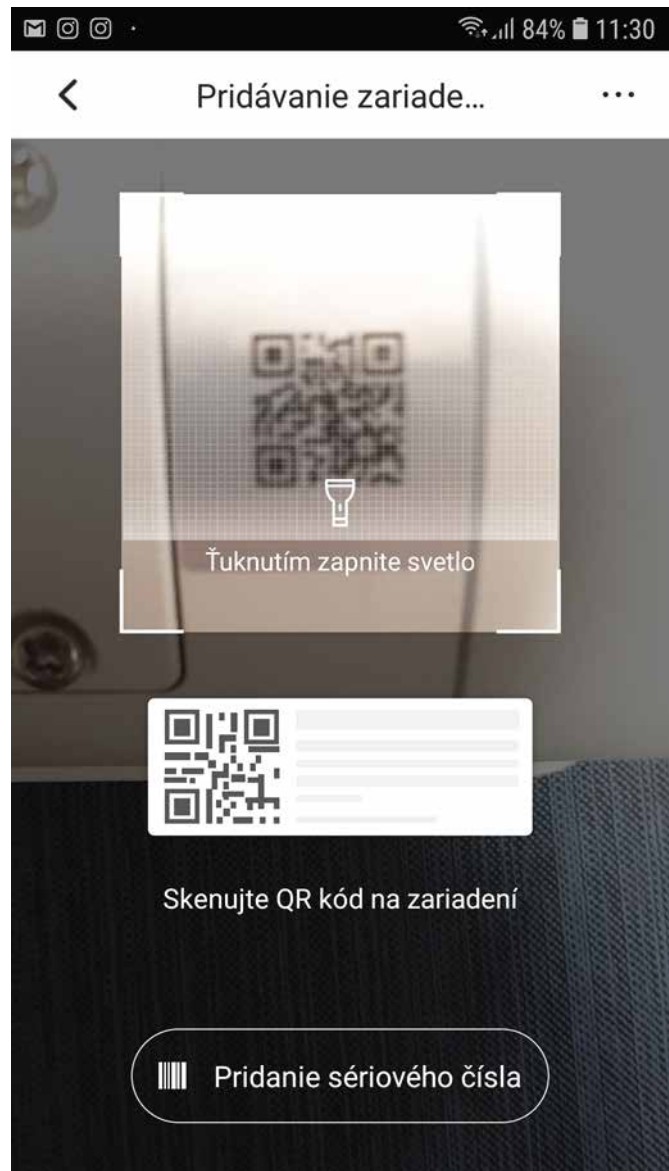 84% 11:30
Pridávanie zariade...
Ťuknutím zapnite svetlo
Skenujte QR kód na zariadení
Pridanie sériového čísla